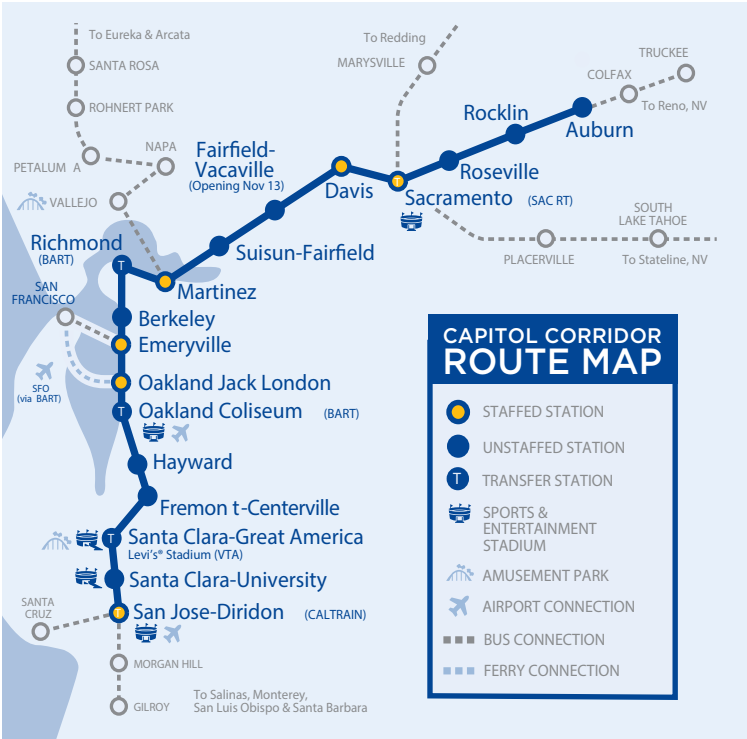 To Eureka & Arcata
SANTA ROSA
ROHNERT PARK
PETALUM A
NAPA
VALLEJO
To Redding
MARYSVILLE
TRUCKEE
COLFAX
To Reno, NV
Auburn
Rocklin
Roseville
Sacramento (SAC RT)
T
Davis
Fairfield-
Vacaville
(Opening Nov 13)
Suisun-Fairfield
SOUTH
LAKE TAHOE
PLACERVILLE
To Stateline, NV
Richmond
(BART)
T
Martinez
SAN
FRANCISCO
Berkeley
Emeryville
SFO
(via BART)
Oakland Jack London
T
Oakland Coliseum (BART)
Hayward
Fremon t-Centerville
T
Santa Clara-Great America
Levi's® Stadium (VTA)
Santa Clara-University
SANTA
CRUZ
T
San Jose-Diridon (CALTRAIN)
MORGAN HILL
GILROY
To Salinas, Monterey,
San Luis Obispo & Santa Barbara
CAPITOL CORRIDOR
ROUTE MAP
STAFFED STATION
UNSTAFFED STATION
T TRANSFER STATION
SPORTS &
ENTERTAINMENT
STADIUM
AMUSEMENT PARK
AIRPORT CONNECTION
BUS CONNECTION
FERRY CONNECTION